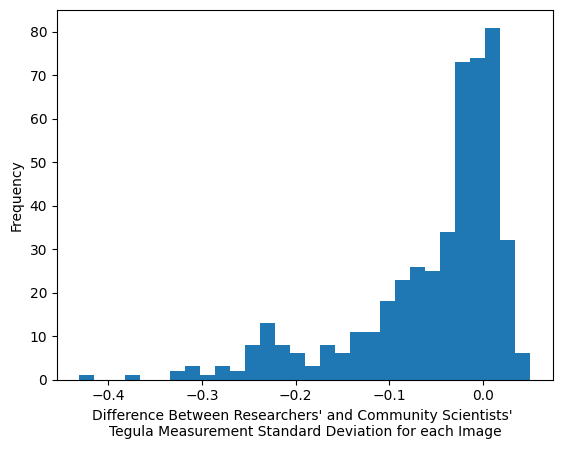 80
70
60
50
40
30
20
10
0
Frequency
−0.4 −0.3 −0.2 −0.1 0.0
Difference Between Researchers' and Community Scientists'
Tegula Measurement Standard Deviation for each Image